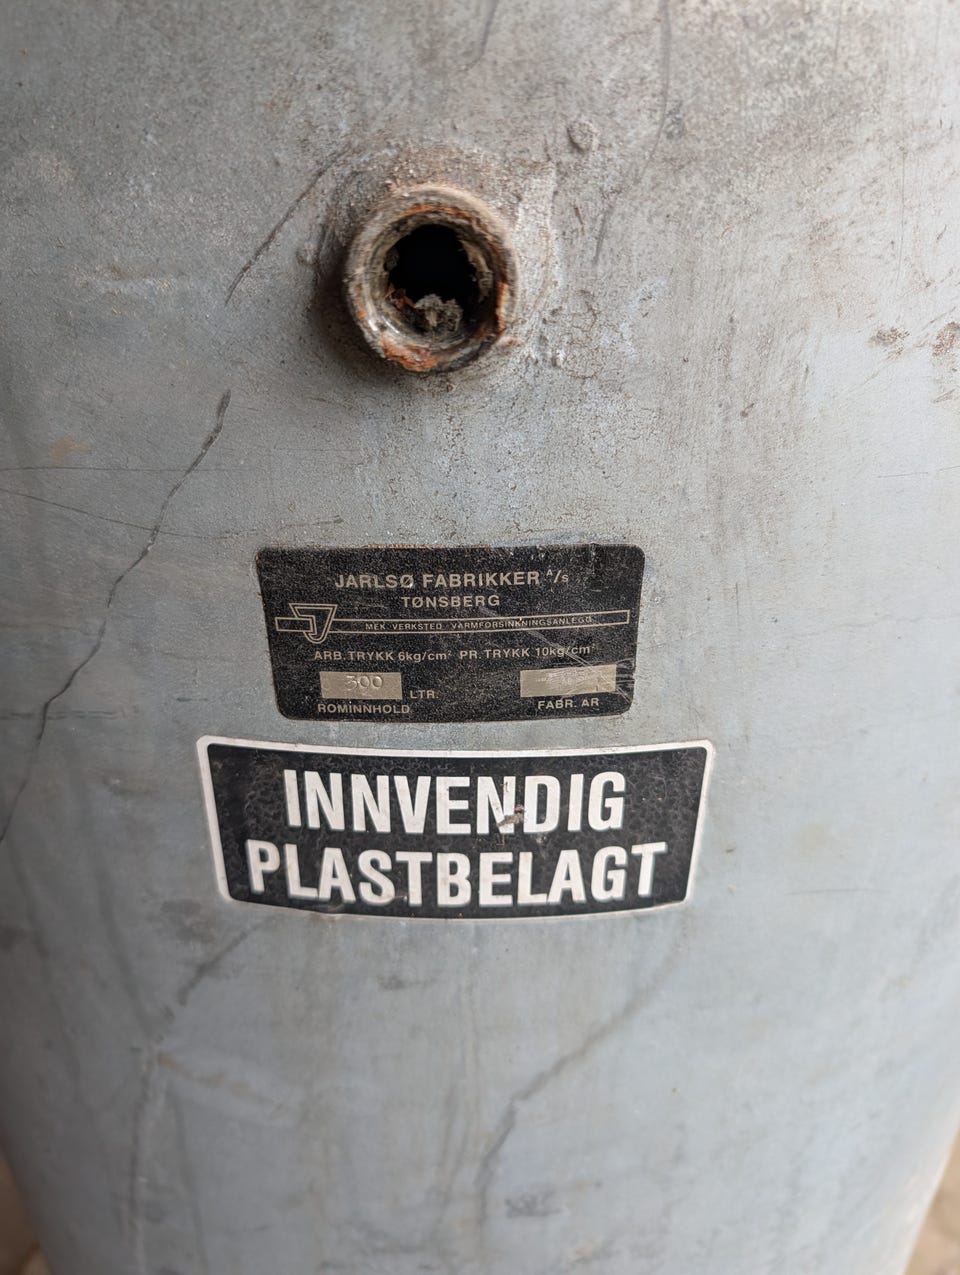 JARLSØ FABRIKKER A/s
TØNSBERG
J
MEK. VERKSTED VARMFORSINKNINGSANLEGG
ARB. TRYKK 6kg/cm² PR. TRYKK 10kg/cm²
300 LTR.
ROMINNHOLD FABR. AR
INNVENDIG
PLASTBELAGT